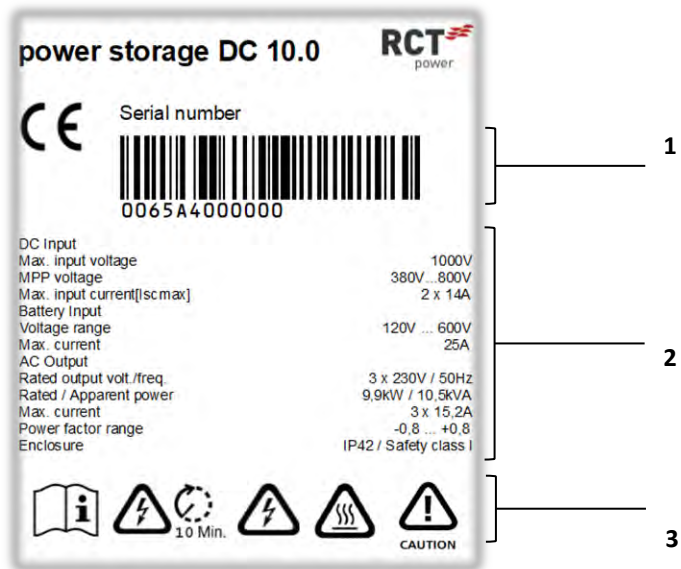 power storage DC 10.0
RCT
power
CE
Serial number
0065A4000000
1
DC Input
Max. input voltage 1000V
MPP voltage 380V...800V
Max. input current[Iscmax] 2 x 14A
Battery Input
Voltage range 120V ... 600V
Max. current 25A
AC Output
Rated output volt./freq. 3 x 230V / 50Hz
Rated / Apparent power 9,9kW / 10,5kVA
Max. current 3 x 15,2A
Power factor range -0,8 ... +0,8
Enclosure IP42 / Safety class I
2
i
10 Min.
CAUTION
3